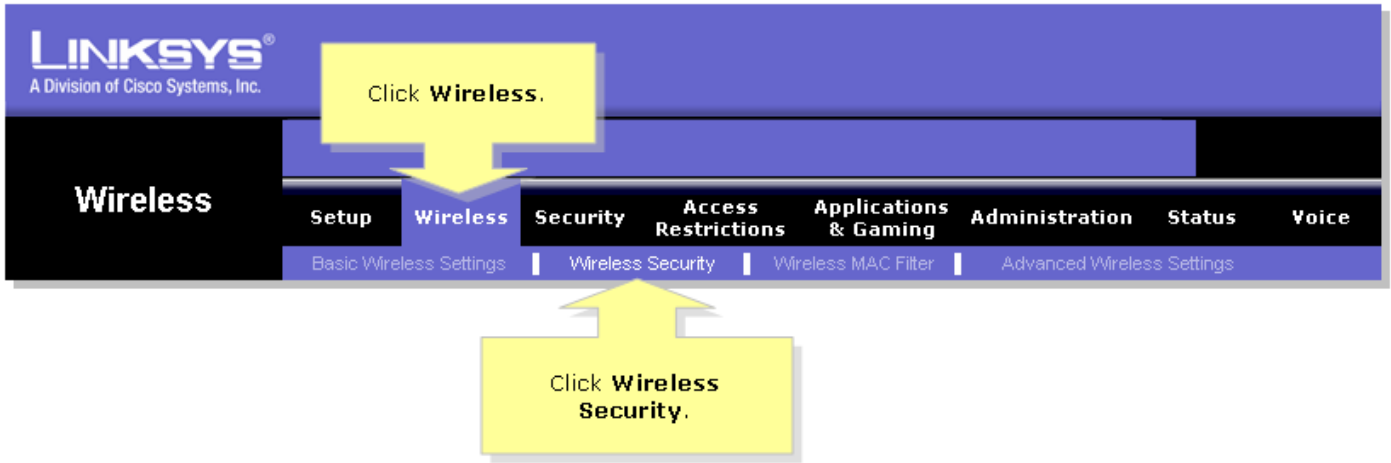 LINKSYS®
A Division of Cisco Systems, Inc.
Click Wireless.
Wireless
Setup
Wireless
Security
Access
Restrictions
Applications
& Gaming
Administration
Status
Voice
Basic Wireless Settings
Wireless Security
Wireless MAC Filter
Advanced Wireless Settings
Click Wireless
Security.